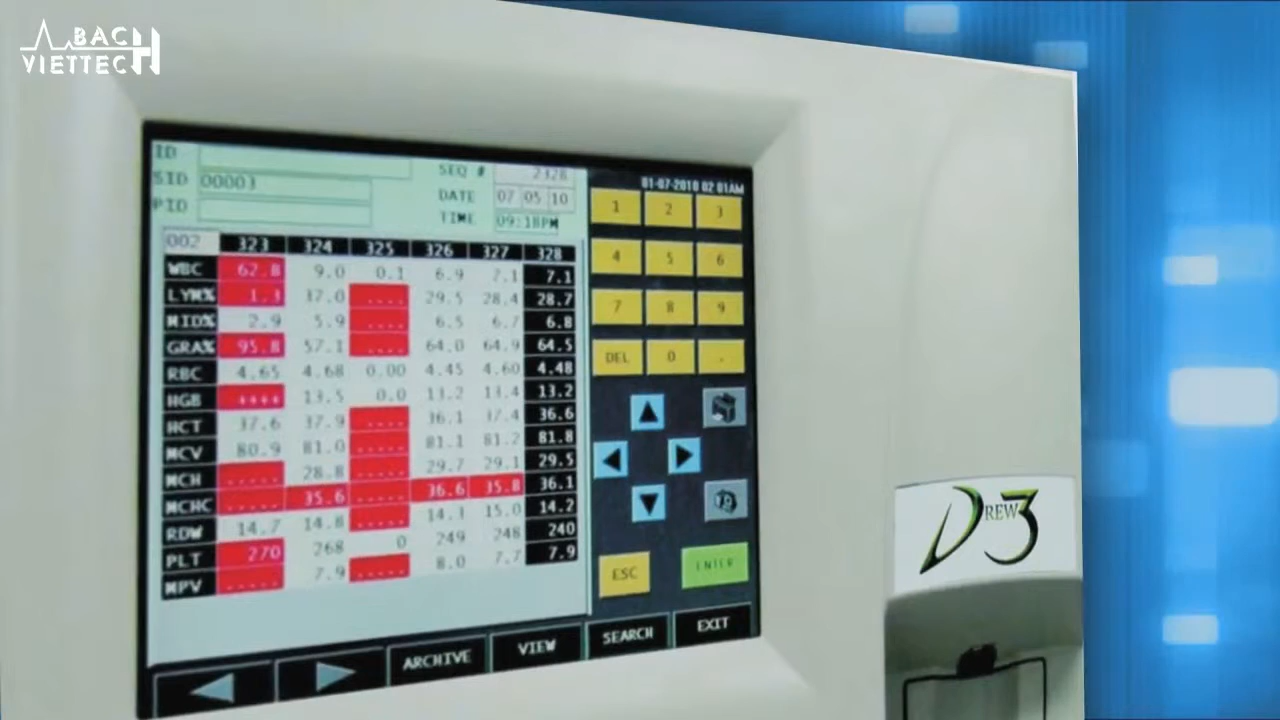 BACH
VIETTECH
01-07-2010 02 01AM
ID SEQ # 2328
SID 00003 DATE 07 05 10
PID TIME 09:18PM
002 323 324 325 326 327 328
WBC 62.8 9.0 0.1 6.9 7.1 7.1
LYM% 1.3 37.0 .... 29.5 28.4 28.7
MID% 2.9 5.9 .... 6.5 6.7 6.8
GRA% 95.8 57.1 .... 64.0 64.9 64.5
RBC 4.65 4.68 0.00 4.45 4.60 4.48
HGB ++++ 13.5 0.0 13.2 13.4 13.2
HCT 37.6 37.9 ..... 36.1 37.4 36.6
MCV 80.9 81.0 ..... 81.1 81.2 81.8
MCH ..... 28.8 ..... 29.7 29.1 29.5
MCHC ..... 35.6 ..... 36.6 35.8 36.1
RDW 14.7 14.8 ..... 14.3 15.0 14.2
PLT 270 268 0 249 248 240
MPV ..... 7.9 ..... 8.0 7.7 7.9
1 2 3
4 5 6
7 8 9
DEL 0 .
ESC ENTER
ARCHIVE VIEW SEARCH EXIT
DREW3